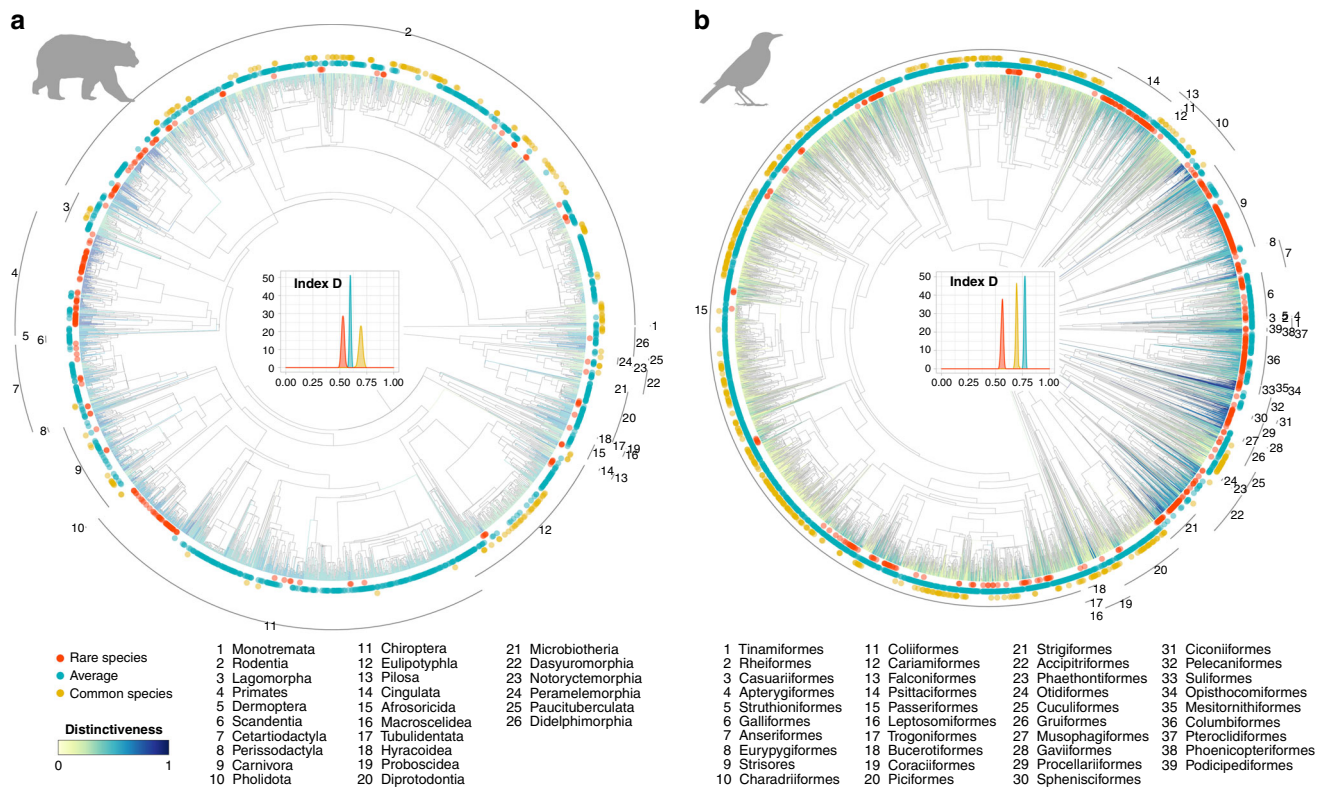 a
b
2
3
4
5
6
7
8
9
10
11
12
1
26
24
25
23
22
21
20
18
17
19
16
15
14
13
Index D
50
40
30
20
10
0
0.00 0.25 0.50 0.75 1.00
14
13
11
12
10
9
8
7
6
3
4
1
39
38
37
36
33
35
34
32
30
31
29
27
28
26
24
23
25
22
21
20
18
17
19
16
15
Index D
50
40
30
20
10
0
0.00 0.25 0.50 0.75 1.00
Rare species
Average
Common species
Distinctiveness
0 1
1 Monotremata
2 Rodentia
3 Lagomorpha
4 Primates
5 Dermoptera
6 Scandentia
7 Cetartiodactyla
8 Perissodactyla
9 Carnivora
10 Pholidota
11 Chiroptera
12 Eulipotyphla
13 Pilosa
14 Cingulata
15 Afrosoricida
16 Macroscelidea
17 Tubulidentata
18 Hyracoidea
19 Proboscidea
20 Diprotodontia
21 Microbiotheria
22 Dasyuromorphia
23 Notoryctemorphia
24 Peramelemorphia
25 Paucituberculata
26 Didelphimorphia
1 Tinamiformes
2 Rheiformes
3 Casuariiformes
4 Apterygiformes
5 Struthioniformes
6 Galliformes
7 Anseriformes
8 Eurypygiformes
9 Strisores
10 Charadriiformes
11 Coliiformes
12 Cariamiformes
13 Falconiformes
14 Psittaciformes
15 Passeriformes
16 Leptosomiformes
17 Trogoniformes
18 Bucerotiformes
19 Coraciiformes
20 Piciformes
21 Strigiformes
22 Accipitriformes
23 Phaethontiformes
24 Otidiformes
25 Cuculiformes
26 Gruiformes
27 Musophagiformes
28 Gaviiformes
29 Procellariiformes
30 Sphenisciformes
31 Ciconiiformes
32 Pelecaniformes
33 Suliformes
34 Opisthocomiformes
35 Mesitornithiformes
36 Columbiformes
37 Pteroclidiformes
38 Phoenicopteriformes
39 Podicipediformes